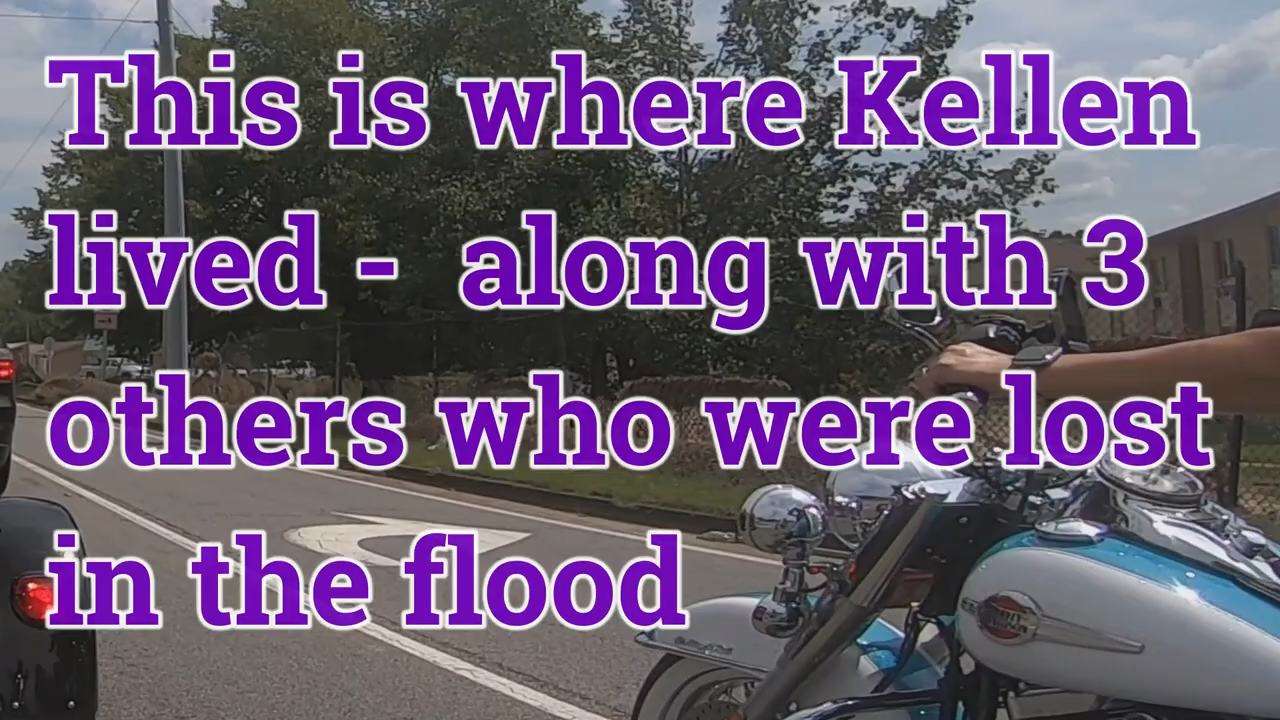 This is where Kellen
lived -  along with 3
others who were lost
in the flood